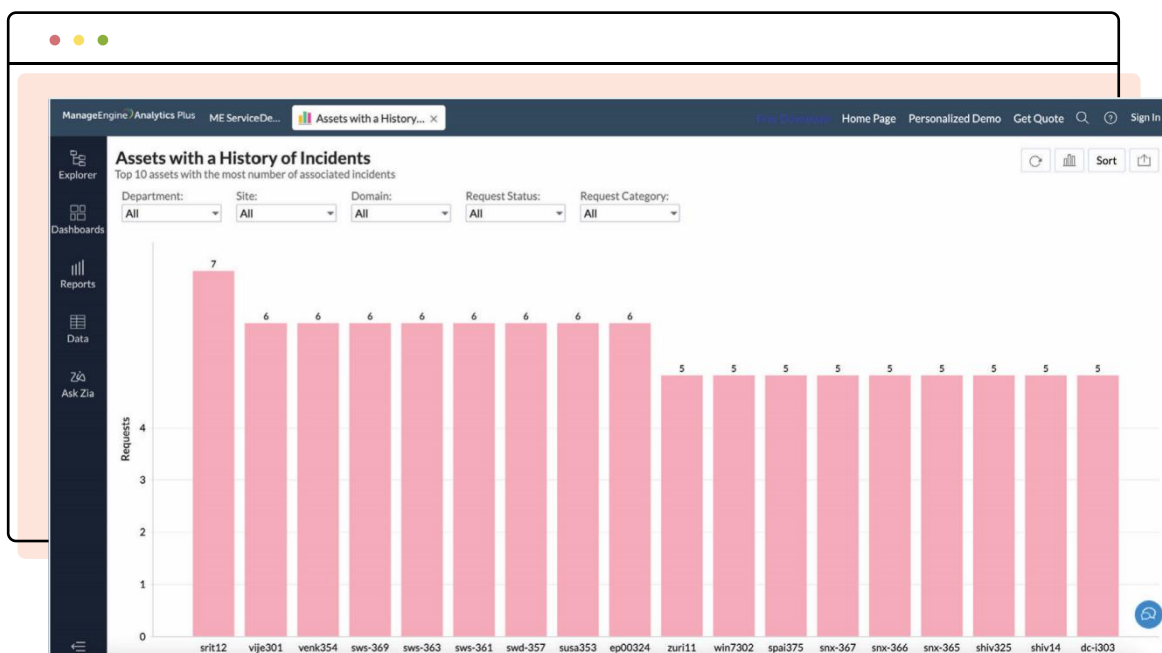 ManageEngine Analytics Plus ME ServiceDe... Assets with a History... × Home Page Personalized Demo Get Quote Sign In
Explorer
Dashboards
Reports
Data
Zia
Ask Zia
Assets with a History of Incidents
Sort
Top 10 assets with the most number of associated incidents
Department: Site: Domain: Request Status: Request Category:
All All All All All
7
6 6 6 6 6 6 6 6
5 5 5 5 5 5 5 5 5
Requests
4
3
2
1
0
srit12 vije301 venk354 sws-369 sws-363 sws-361 swd-357 susa353 ep00324 zuri11 win7302 spai375 snx-367 snx-366 snx-365 shiv325 shiv14 dc-i303